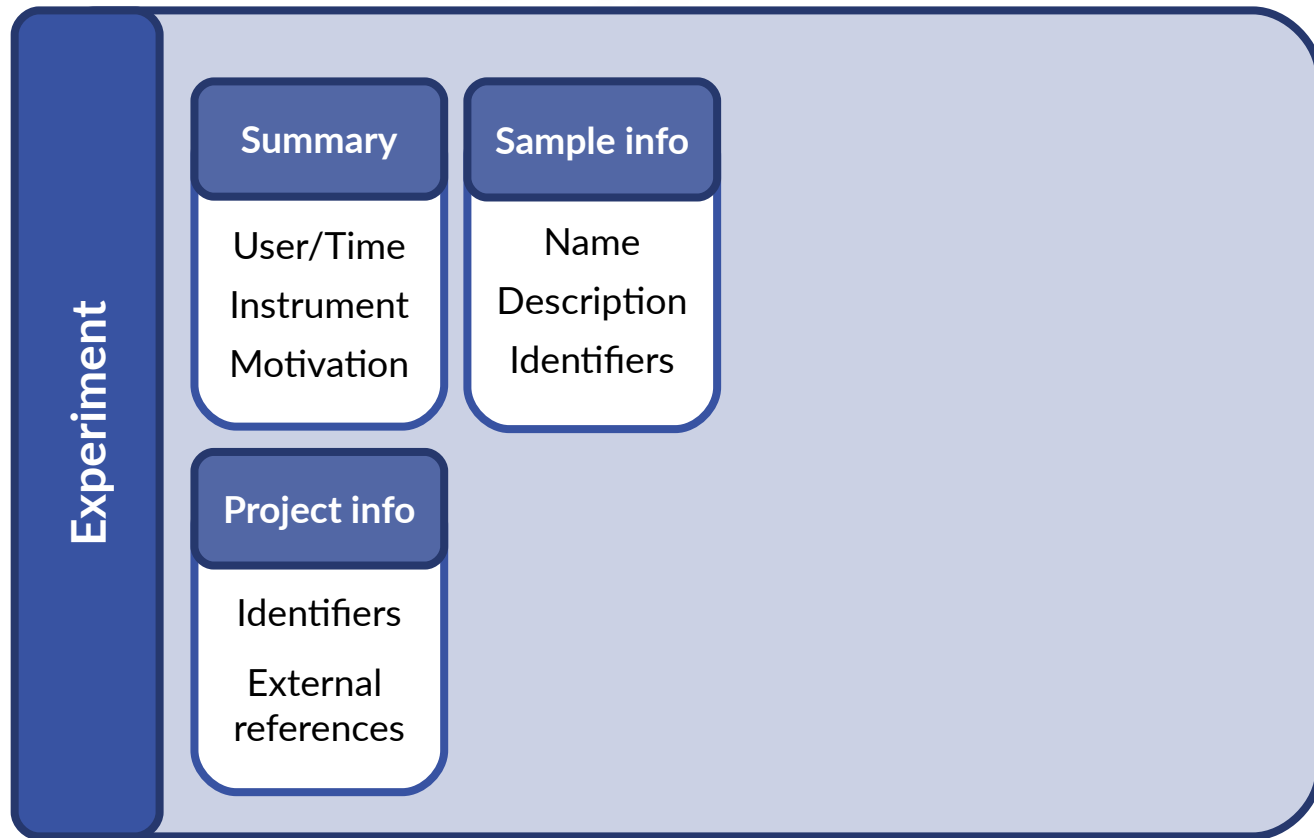 Experiment
Summary
User/Time
Instrument
Motivation
Sample info
Name
Description
Identifiers
Project info
Identifiers
External
references